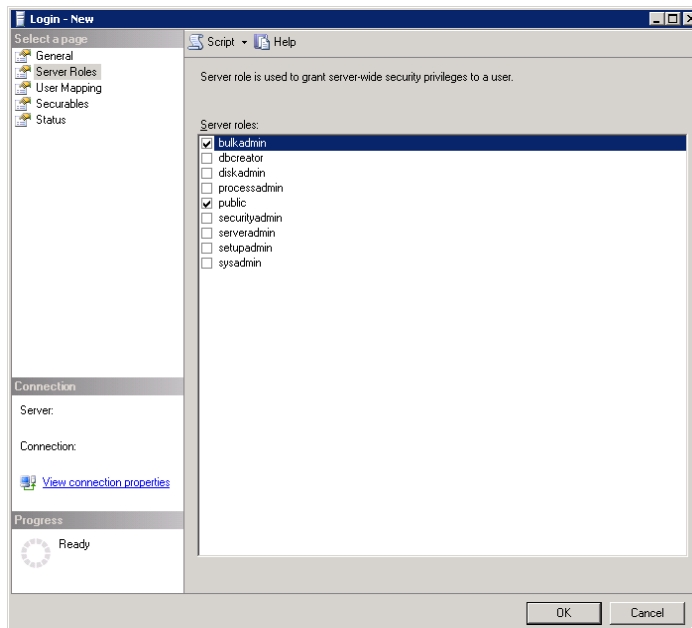 Login - New
Select a page
General
Server Roles
User Mapping
Securables
Status
Script Help
Server role is used to grant server-wide security privileges to a user.
Server roles:
bulkadmin
dbcreator
diskadmin
processadmin
public
securityadmin
serveradmin
setupadmin
sysadmin
Connection
Server:
Connection:
View connection properties
Progress
Ready
OK Cancel